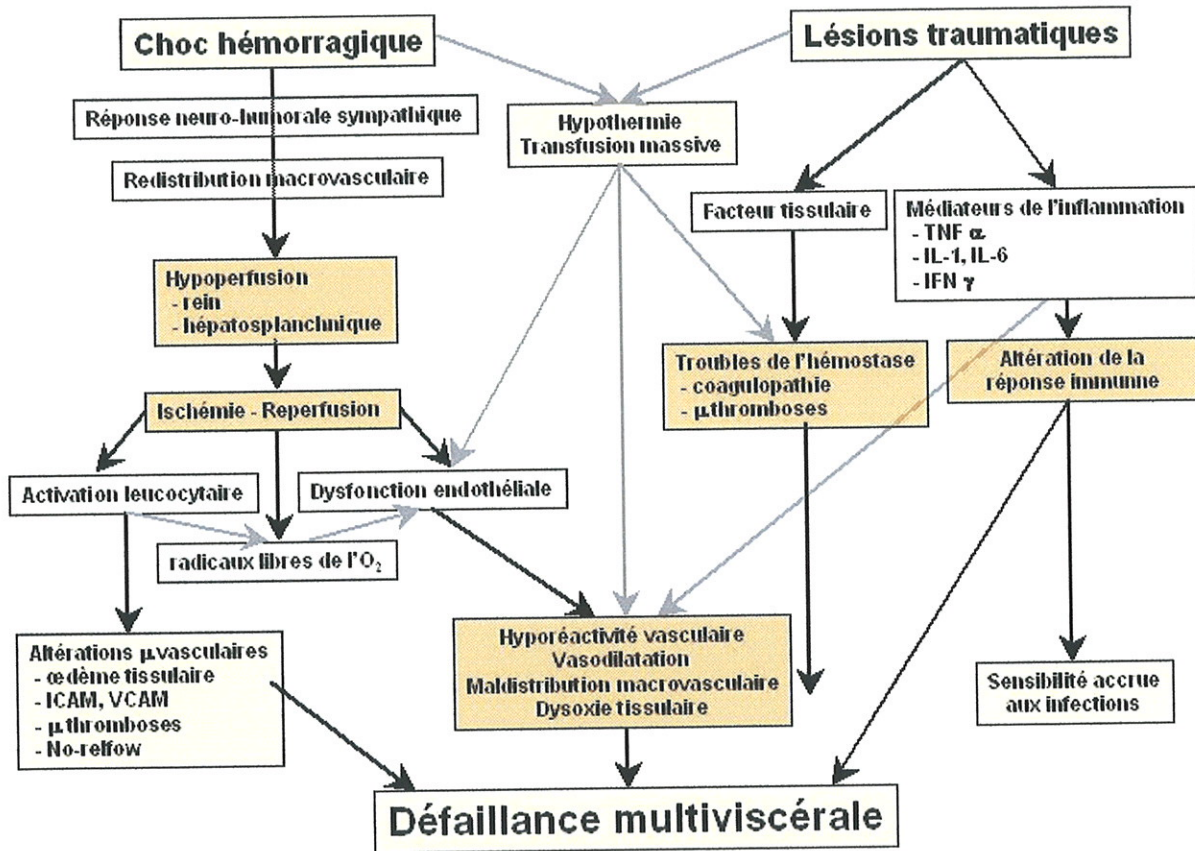 Choc hémorragique
Lésions traumatiques
Réponse neuro-humorale sympathique
Hypothermie
Transfusion massive
Redistribution macrovasculaire
Facteur tissulaire
Médiateurs de l'inflammation
- TNF α
- IL-1, IL-6
- IFN γ
Hypoperfusion
- rein
- hépatosplanchnique
Troubles de l'hémostase
- coagulopathie
- μthromboses
Altération de la
réponse immunne
Ischémie - Reperfusion
Activation leucocytaire
Dysfonction endothéliale
radicaux libres de l'O₂
Altérations μvasculaires
- œdème tissulaire
- ICAM, VCAM
- μthromboses
- No-relfow
Hyporéactivité vasculaire
Vasodilatation
Maldistribution macrovasculaire
Dysoxie tissulaire
Sensibilité accrue
aux infections
Défaillance multiviscérale